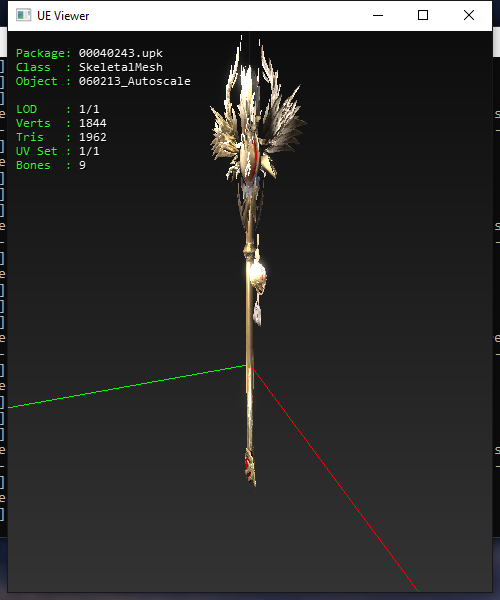 UE Viewer
Package: 00040243.upk
Class  : SkeletalMesh
Object : 060213_Autoscale
LOD    : 1/1
Verts  : 1844
Tris   : 1962
UV Set : 1/1
Bones  : 9